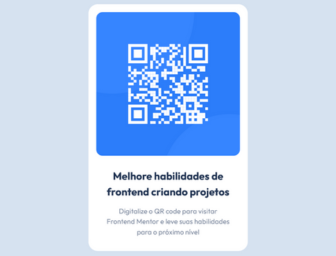 Melhore habilidades de
frontend criando projetos
Digitalize o QR code para visitar
Frontend Mentor e leve suas habilidades
para o próximo nível